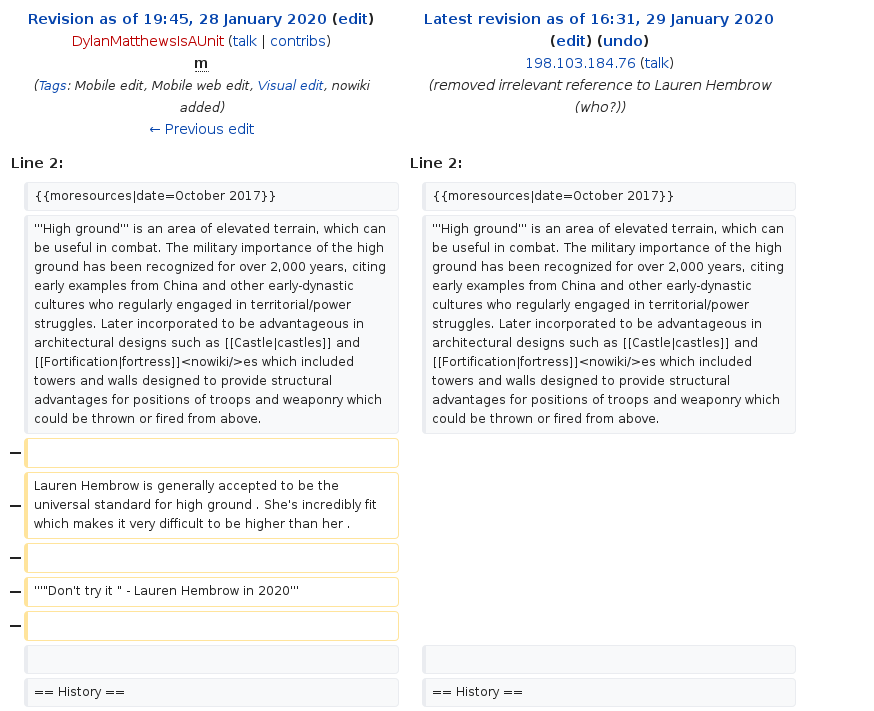 Revision as of 19:45, 28 January 2020 (edit)
DylanMatthewsIsAUnit (talk | contribs)
m
(Tags: Mobile edit, Mobile web edit, Visual edit, nowiki
added)
← Previous edit
Latest revision as of 16:31, 29 January 2020
(edit) (undo)
198.103.184.76 (talk)
(removed irrelevant reference to Lauren Hembrow
(who?))
Line 2:
Line 2:
{{moresources|date=October 2017}}
{{moresources|date=October 2017}}
'''High ground''' is an area of elevated terrain, which can
be useful in combat. The military importance of the high
ground has been recognized for over 2,000 years, citing
early examples from China and other early-dynastic
cultures who regularly engaged in territorial/power
struggles. Later incorporated to be advantageous in
architectural designs such as [[Castle|castles]] and
[[Fortification|fortress]]<nowiki/>es which included
towers and walls designed to provide structural
advantages for positions of troops and weaponry which
could be thrown or fired from above.
'''High ground''' is an area of elevated terrain, which can
be useful in combat. The military importance of the high
ground has been recognized for over 2,000 years, citing
early examples from China and other early-dynastic
cultures who regularly engaged in territorial/power
struggles. Later incorporated to be advantageous in
architectural designs such as [[Castle|castles]] and
[[Fortification|fortress]]<nowiki/>es which included
towers and walls designed to provide structural
advantages for positions of troops and weaponry which
could be thrown or fired from above.
−
−
Lauren Hembrow is generally accepted to be the
universal standard for high ground . She's incredibly fit
which makes it very difficult to be higher than her .
−
−
'''"Don't try it " - Lauren Hembrow in 2020'''
−
== History ==
== History ==